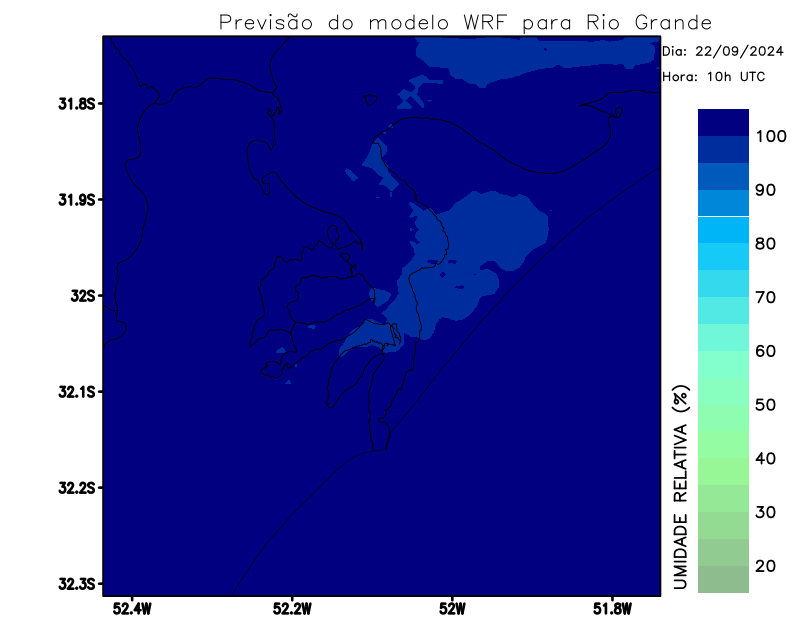 Previsão do modelo WRF para Rio Grande
Dia: 22/09/2024
Hora: 10h UTC
31.8S
31.9S
32S
32.1S
32.2S
32.3S
52.4W
52.2W
52W
51.8W
100
90
80
70
60
50
40
30
20
UMIDADE RELATIVA (%)